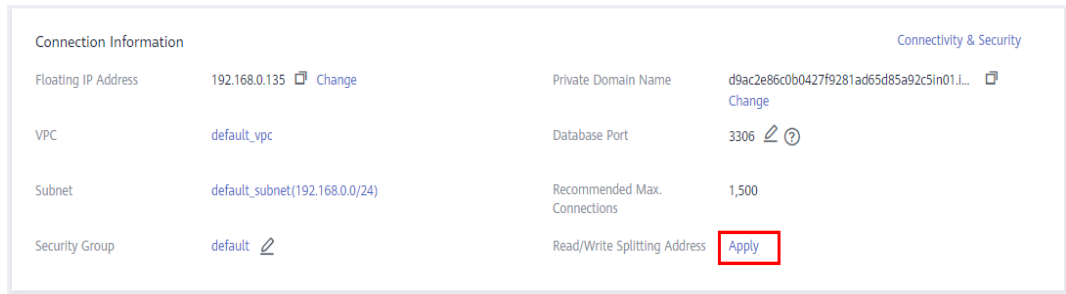 Connection Information
Connectivity & Security
Floating IP Address
192.168.0.135
Change
Private Domain Name
d9ac2e86c0b0427f9281ad65d85a92c5in01.i...
Change
VPC
default_vpc
Database Port
3306
Subnet
default_subnet(192.168.0.0/24)
Recommended Max.
Connections
1,500
Security Group
default
Read/Write Splitting Address
Apply